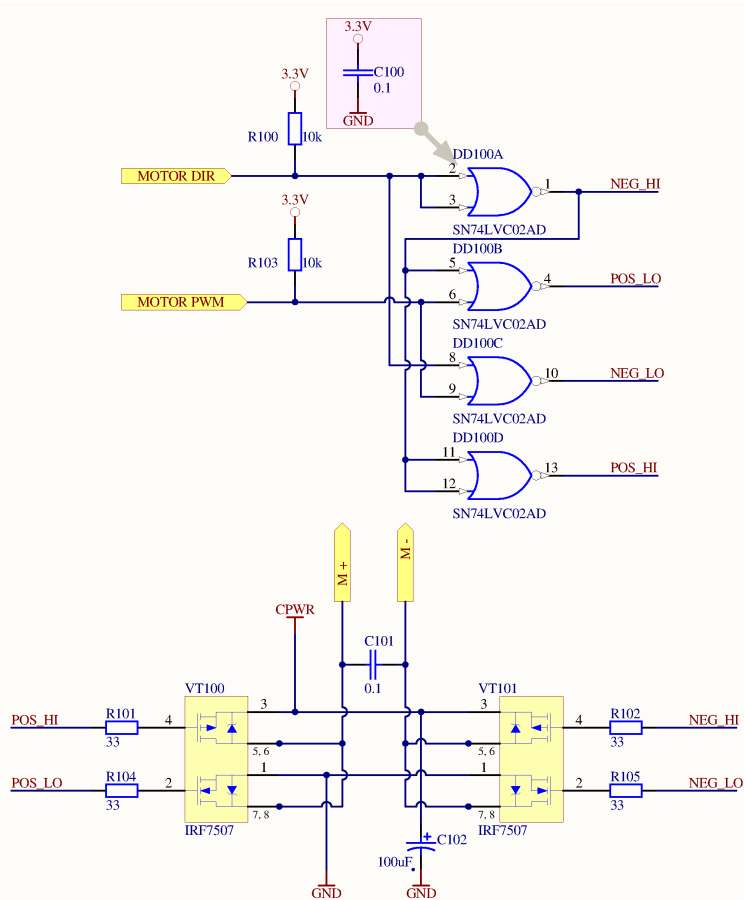 3.3V
C100
0.1
GND
3.3V
R100 10k
MOTOR DIR
DD100A
2
3
1
NEG_HI
SN74LVC02AD
3.3V
R103 10k
MOTOR PWM
DD100B
5
6
4
POS_LO
SN74LVC02AD
DD100C
8
9
10
NEG_LO
SN74LVC02AD
DD100D
11
12
13
POS_HI
SN74LVC02AD
M +
M -
CPWR
C101
0.1
VT100
3
POS_HI
R101
33
4
5, 6
1
POS_LO
R104
33
2
7, 8
IRF7507
GND
VT101
3
4
R102
33
NEG_HI
5, 6
1
2
R105
33
NEG_LO
7, 8
IRF7507
+
C102
100uF
GND